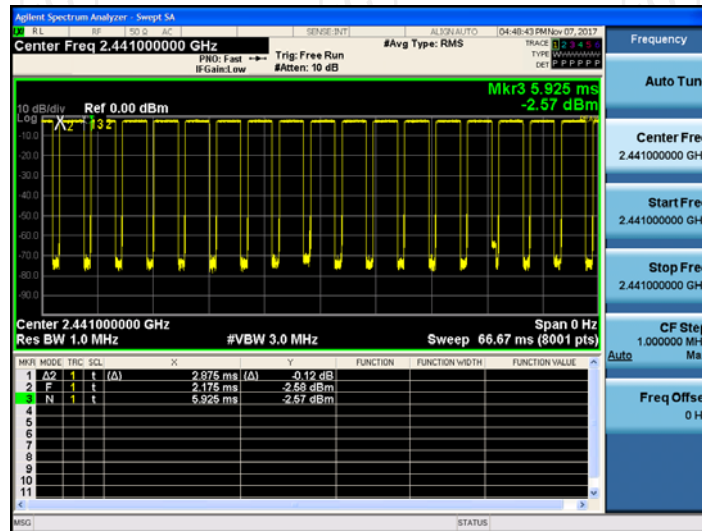 Agilent Spectrum Analyzer - Swept SA
RL RF 50 Ω AC SENSE:INT ALIGN AUTO 04:48:43 PM Nov 07, 2017
Center Freq 2.441000000 GHz
PNO: Fast
IFGain:Low
Trig: Free Run
#Atten: 10 dB
#Avg Type: RMS
TRACE 1 2 3 4 5 6
TYPE WWWWWW
DET P P P P P P
Mkr3 5.925 ms
-2.57 dBm
10 dB/div Ref 0.00 dBm
Log
-10.0
-20.0
-30.0
-40.0
-50.0
-60.0
-70.0
-80.0
-90.0
Center 2.441000000 GHz Span 0 Hz
Res BW 1.0 MHz #VBW 3.0 MHz Sweep 66.67 ms (8001 pts)
MKR MODE TRC SCL X Y FUNCTION FUNCTION WIDTH FUNCTION VALUE
1 Δ2 1 t (Δ) 2.875 ms (Δ) -0.12 dB
2 F 1 t 2.175 ms -2.58 dBm
3 N 1 t 5.925 ms -2.57 dBm
4
5
6
7
8
9
10
11
MSG STATUS
Frequency
Auto Tun
Center Fre
2.441000000 GH
Start Fre
2.441000000 GH
Stop Fre
2.441000000 GH
CF Ste
1.000000 MH
Auto Ma
Freq Offse
0 H